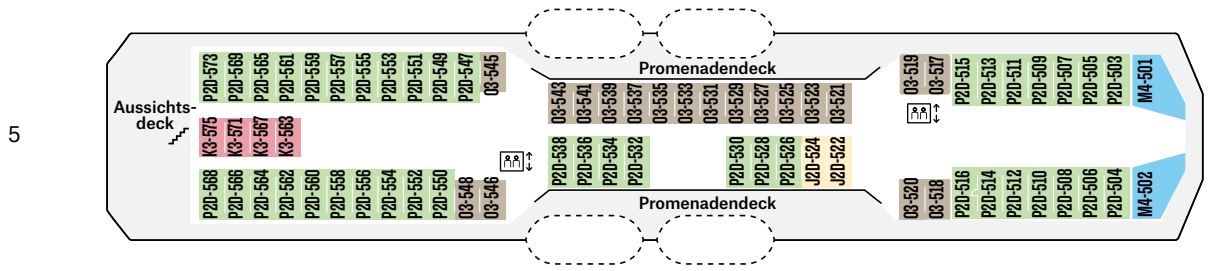 5
P2D-573
P2D-569
P2D-565
P2D-561
P2D-559
P2D-557
P2D-555
P2D-553
P2D-551
P2D-549
P2D-547
O3-545
Promenadendeck
O3-519
O3-517
P2D-515
P2D-513
P2D-511
P2D-509
P2D-507
P2D-505
P2D-503
M4-501
Aussichts-
deck
K3-575
K3-571
K3-567
K3-563
O3-543
O3-541
O3-539
O3-537
O3-535
O3-533
O3-531
O3-529
O3-527
O3-525
O3-523
O3-521
P2D-538
P2D-536
P2D-534
P2D-532
P2D-530
P2D-528
P2D-526
J2D-524
J2D-522
P2D-568
P2D-566
P2D-564
P2D-562
P2D-560
P2D-558
P2D-556
P2D-554
P2D-552
P2D-550
O3-548
O3-546
Promenadendeck
O3-520
O3-518
P2D-516
P2D-514
P2D-512
P2D-510
P2D-508
P2D-506
P2D-504
M4-502